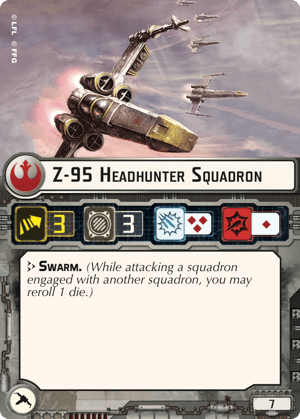 © LFL © FFG
Z-95 Headhunter Squadron
3 3
Swarm. (While attacking a squadron
engaged with another squadron, you may
reroll 1 die.)
7